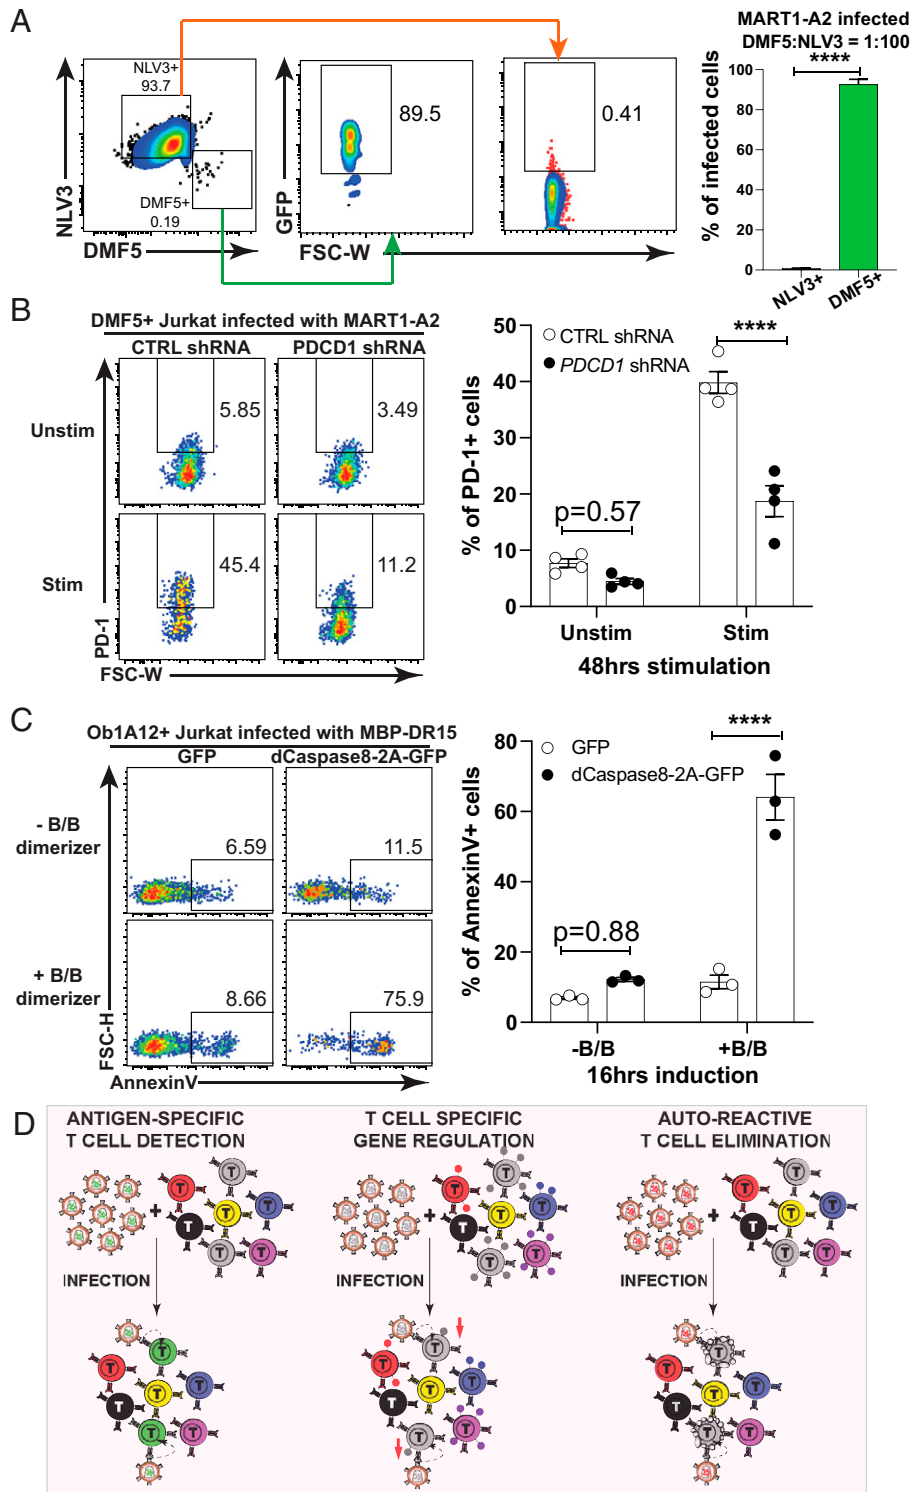 A
NLV3+
93.7
DMF5+
0.19
NLV3
DMF5
89.5
GFP
FSC-W
0.41
MART1-A2 infected
DMF5:NLV3 = 1:100
****
% of infected cells
100
80
60
40
20
0
NLV3+
DMF5+
B
DMF5+ Jurkat infected with MART1-A2
CTRL shRNA
PDCD1 shRNA
Unstim
5.85
3.49
Stim
45.4
11.2
PD-1
FSC-W
% of PD-1+ cells
50
40
30
20
10
0
CTRL shRNA
PDCD1 shRNA
p=0.57
****
Unstim
Stim
48hrs stimulation
C
Ob1A12+ Jurkat infected with MBP-DR15
GFP
dCaspase8-2A-GFP
- B/B
dimerizer
6.59
11.5
+ B/B
dimerizer
8.66
75.9
FSC-H
AnnexinV
% of AnnexinV+ cells
80
60
40
20
0
GFP
dCaspase8-2A-GFP
p=0.88
****
-B/B
+B/B
16hrs induction
D
ANTIGEN-SPECIFIC
T CELL DETECTION
+
T
T
T
T
T
T
T
INFECTION
T
T
T
T
T
T
T
T CELL SPECIFIC
GENE REGULATION
+
T
T
T
T
T
T
T
INFECTION
T
T
T
T
T
T
T
AUTO-REACTIVE
T CELL ELIMINATION
+
T
T
T
T
T
T
T
INFECTION
T
T
T
T
T
T
T